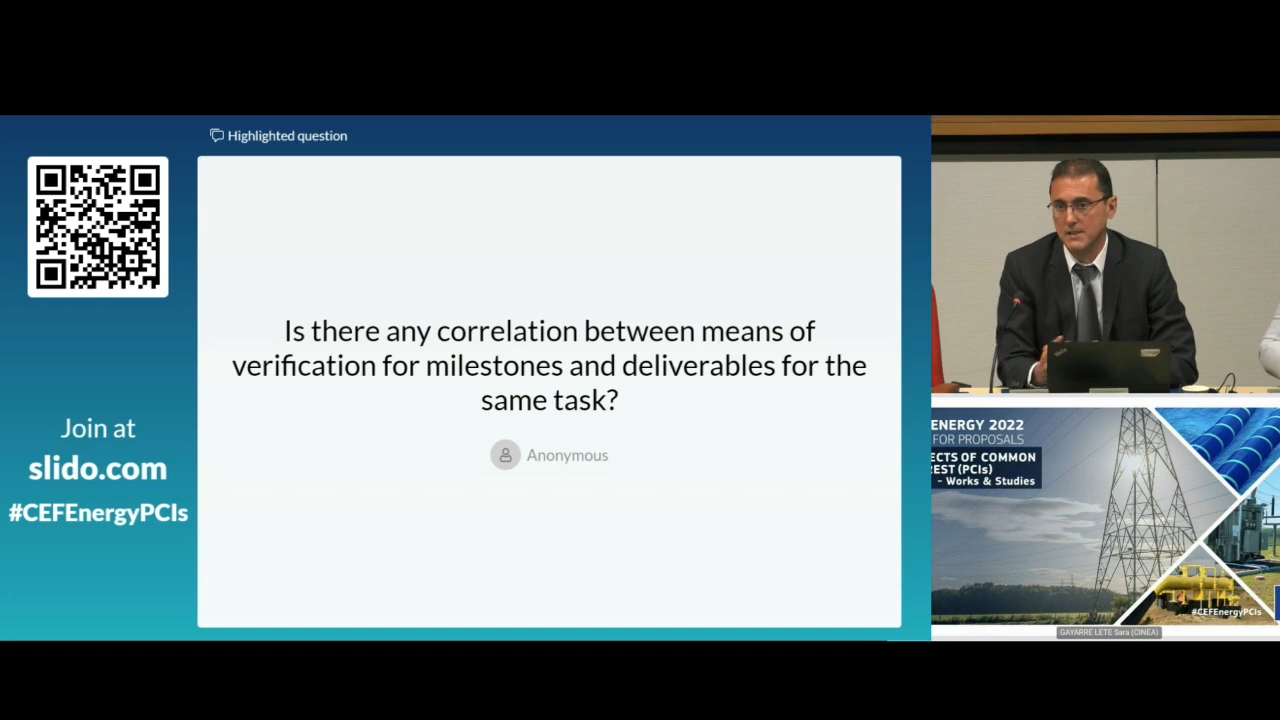 Highlighted question
Is there any correlation between means of
verification for milestones and deliverables for the
same task?
Anonymous
Join at
slido.com
#CEFEnergyPCIs
ENERGY 2022
FOR PROPOSALS
ECTS OF COMMON
REST (PCIs)
- Works & Studies
#CEFEnergyPCIs
GAYARRE LETE Sara (CINEA)